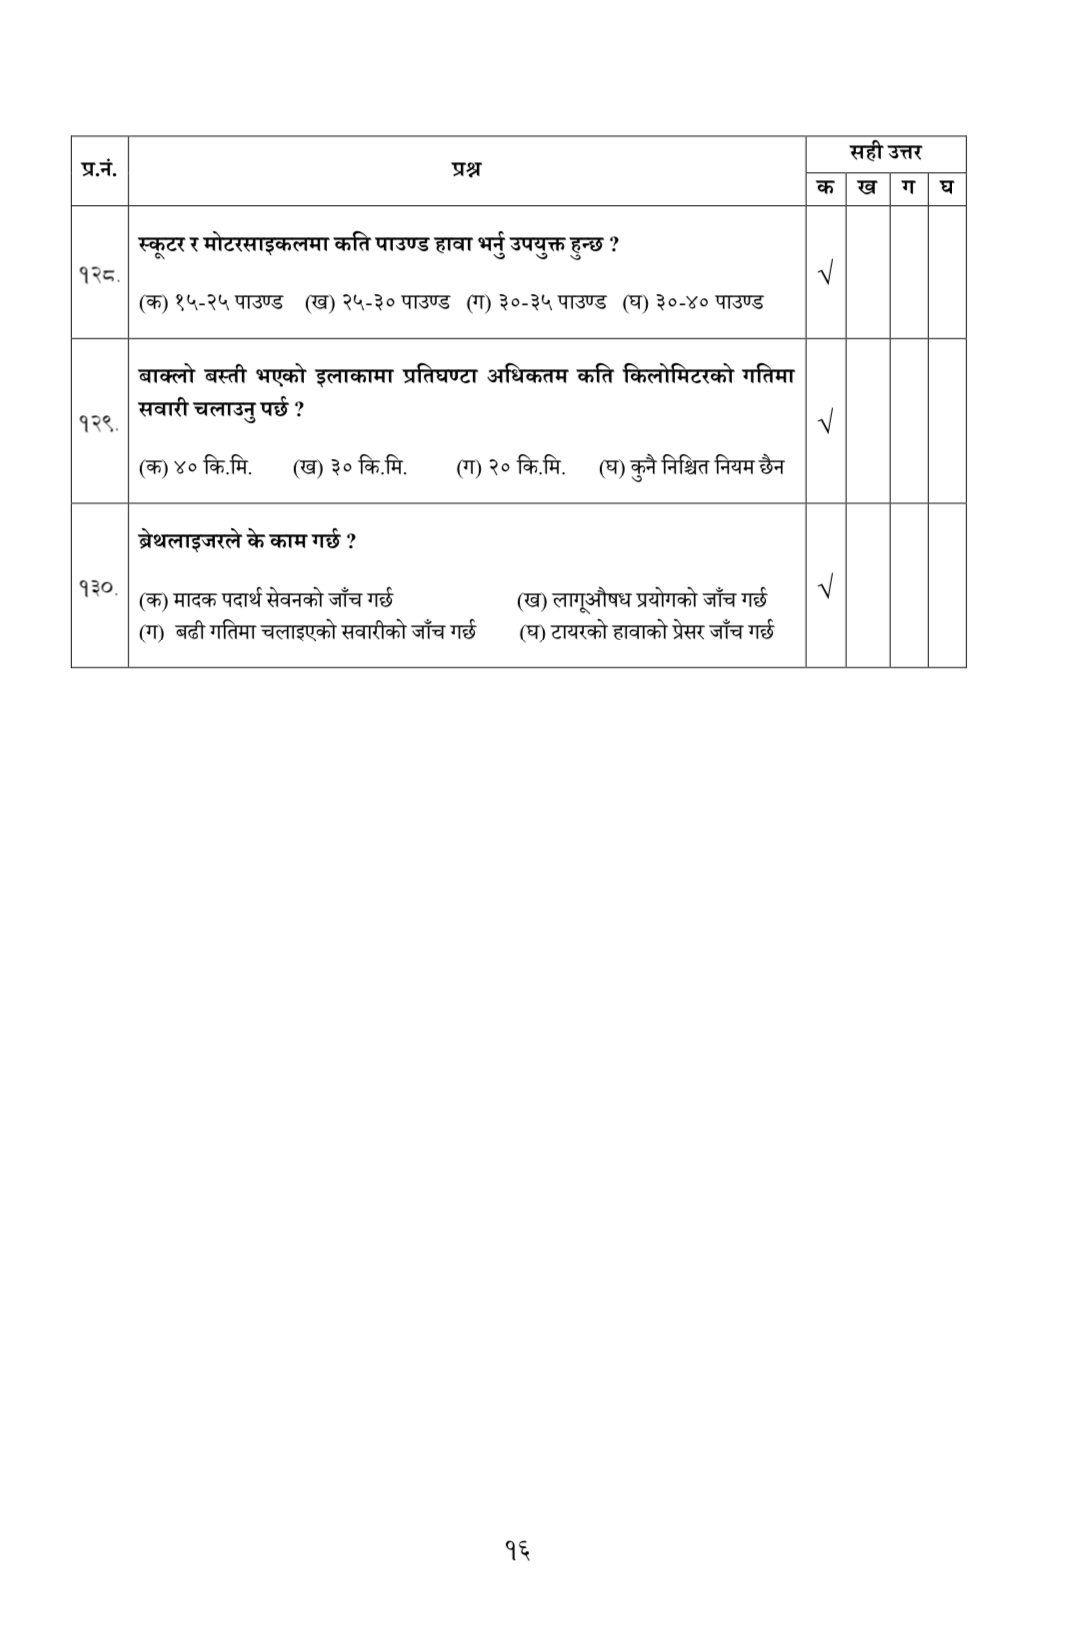 प्र.नं. प्रश्न सही उत्तर
क ख ग घ
१२८. स्कूटर र मोटरसाइकलमा कति पाउण्ड हावा भर्नु उपयुक्त हुन्छ ? √
(क) १५-२५ पाउण्ड (ख) २५-३० पाउण्ड (ग) ३०-३५ पाउण्ड (घ) ३०-४० पाउण्ड
१२९. बाक्लो बस्ती भएको इलाकामा प्रतिघण्टा अधिकतम कति किलोमिटरको गतिमा
सवारी चलाउनु पर्छ ? √
(क) ४० कि.मि. (ख) ३० कि.मि. (ग) २० कि.मि. (घ) कुनै निश्चित नियम छैन
१३०. ब्रेथलाइजरले के काम गर्छ ? √
(क) मादक पदार्थ सेवनको जाँच गर्छ (ख) लागूऔषध प्रयोगको जाँच गर्छ
(ग) बढी गतिमा चलाइएको सवारीको जाँच गर्छ (घ) टायरको हावाको प्रेसर जाँच गर्छ
१६